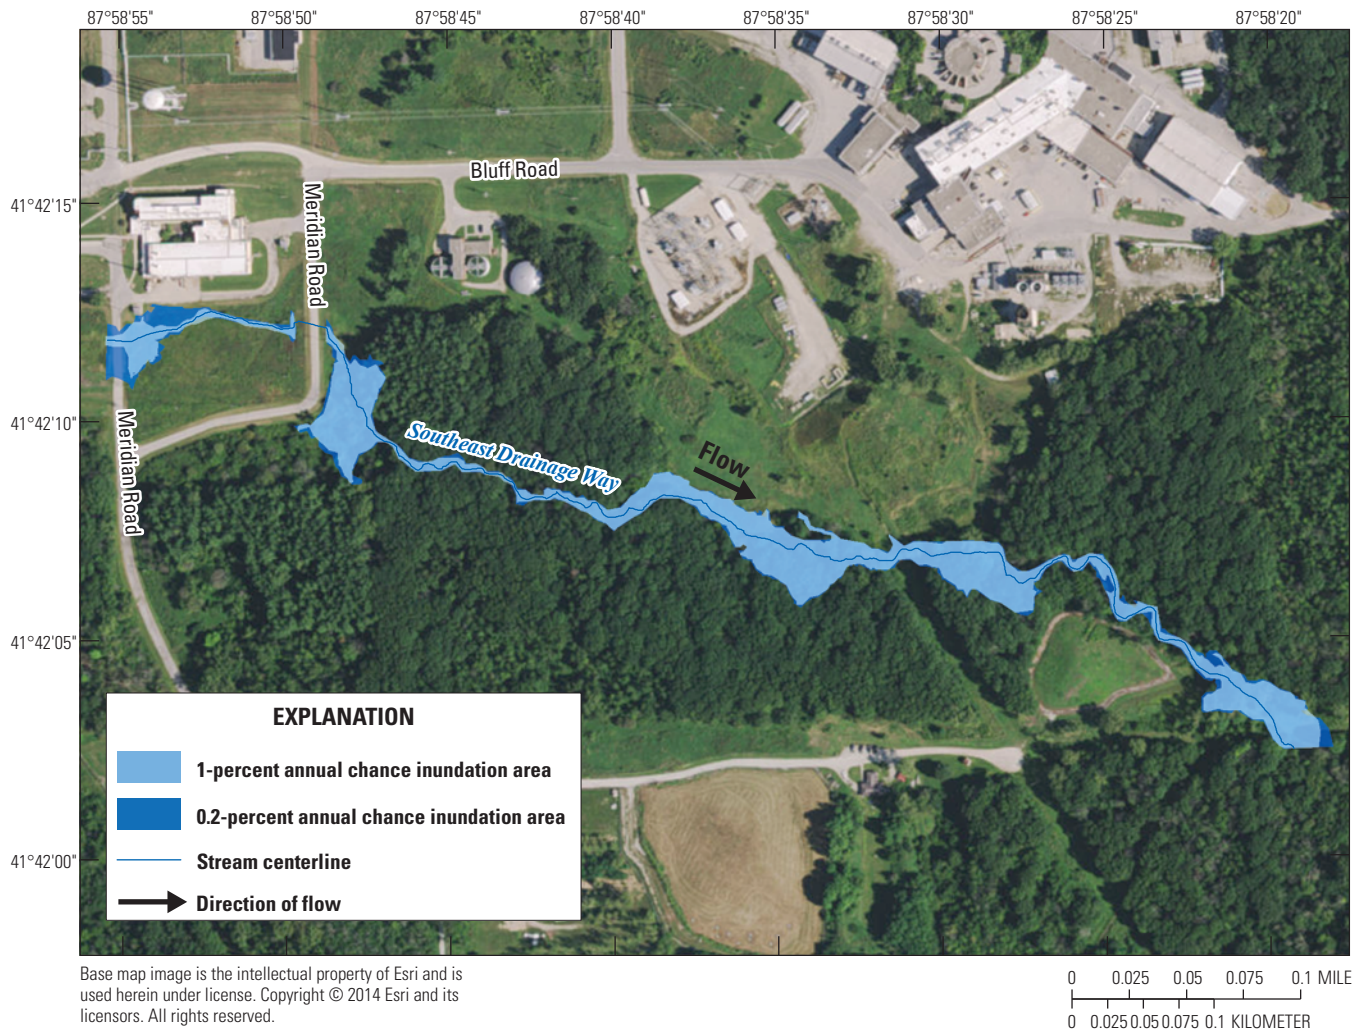 87°58'55" 87°58'50" 87°58'45" 87°58'40" 87°58'35" 87°58'30" 87°58'25" 87°58'20"
Bluff Road
Meridian Road
41°42'15"
41°42'10"
Meridian Road
Southeast Drainage Way
Flow
41°42'05"
41°42'00"
EXPLANATION
1-percent annual chance inundation area
0.2-percent annual chance inundation area
Stream centerline
Direction of flow
Base map image is the intellectual property of Esri and is
used herein under license. Copyright © 2014 Esri and its
licensors. All rights reserved.
0 0.025 0.05 0.075 0.1 MILE
0 0.025 0.05 0.075 0.1 KILOMETER